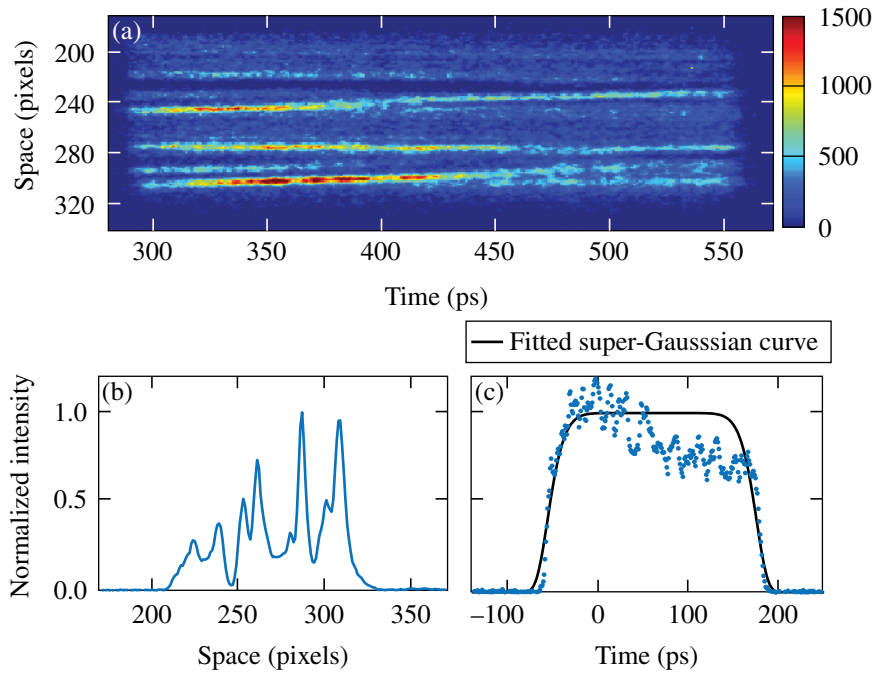 (a)
Space (pixels)
200
240
280
320
300
350
400
450
500
550
Time (ps)
1500
1000
500
0
Fitted super-Gausssian curve
(b)
Normalized intensity
1.0
0.5
0.0
200
250
300
350
Space (pixels)
(c)
−100
0
100
200
Time (ps)